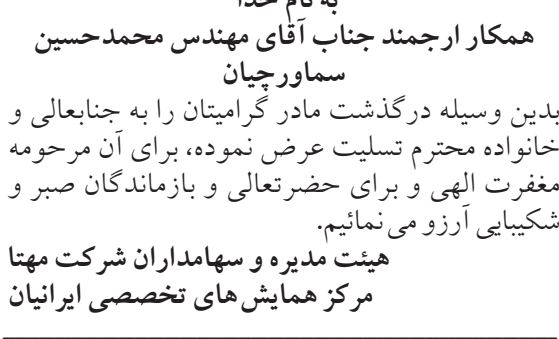 به نام خدا
همکار ارجمند جناب آقای مهندس محمدحسین
سماورچیان
بدین وسیله درگذشت مادر گرامیتان را به جنابعالی و
خانواده محترم تسلیت عرض نموده، برای آن مرحومه
مغفرت الهی و برای حضرتعالی و بازماندگان صبر و
شکیبایی آرزو می‌نمائیم.
هیئت مدیره و سهامداران شرکت مهتا
مرکز همایش‌های تخصصی ایرانیان